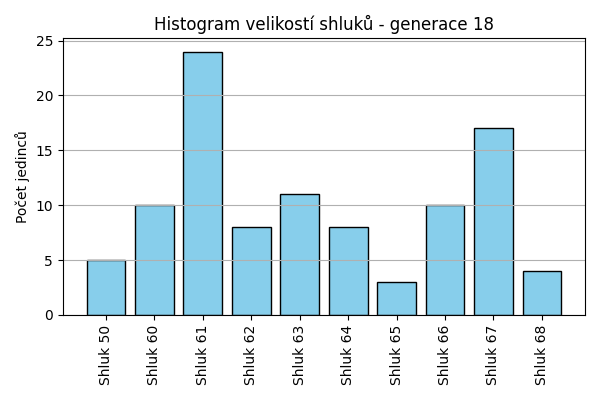 Histogram velikostí shluků - generace 18
Počet jedinců
25
20
15
10
5
0
Shluk 50
Shluk 60
Shluk 61
Shluk 62
Shluk 63
Shluk 64
Shluk 65
Shluk 66
Shluk 67
Shluk 68